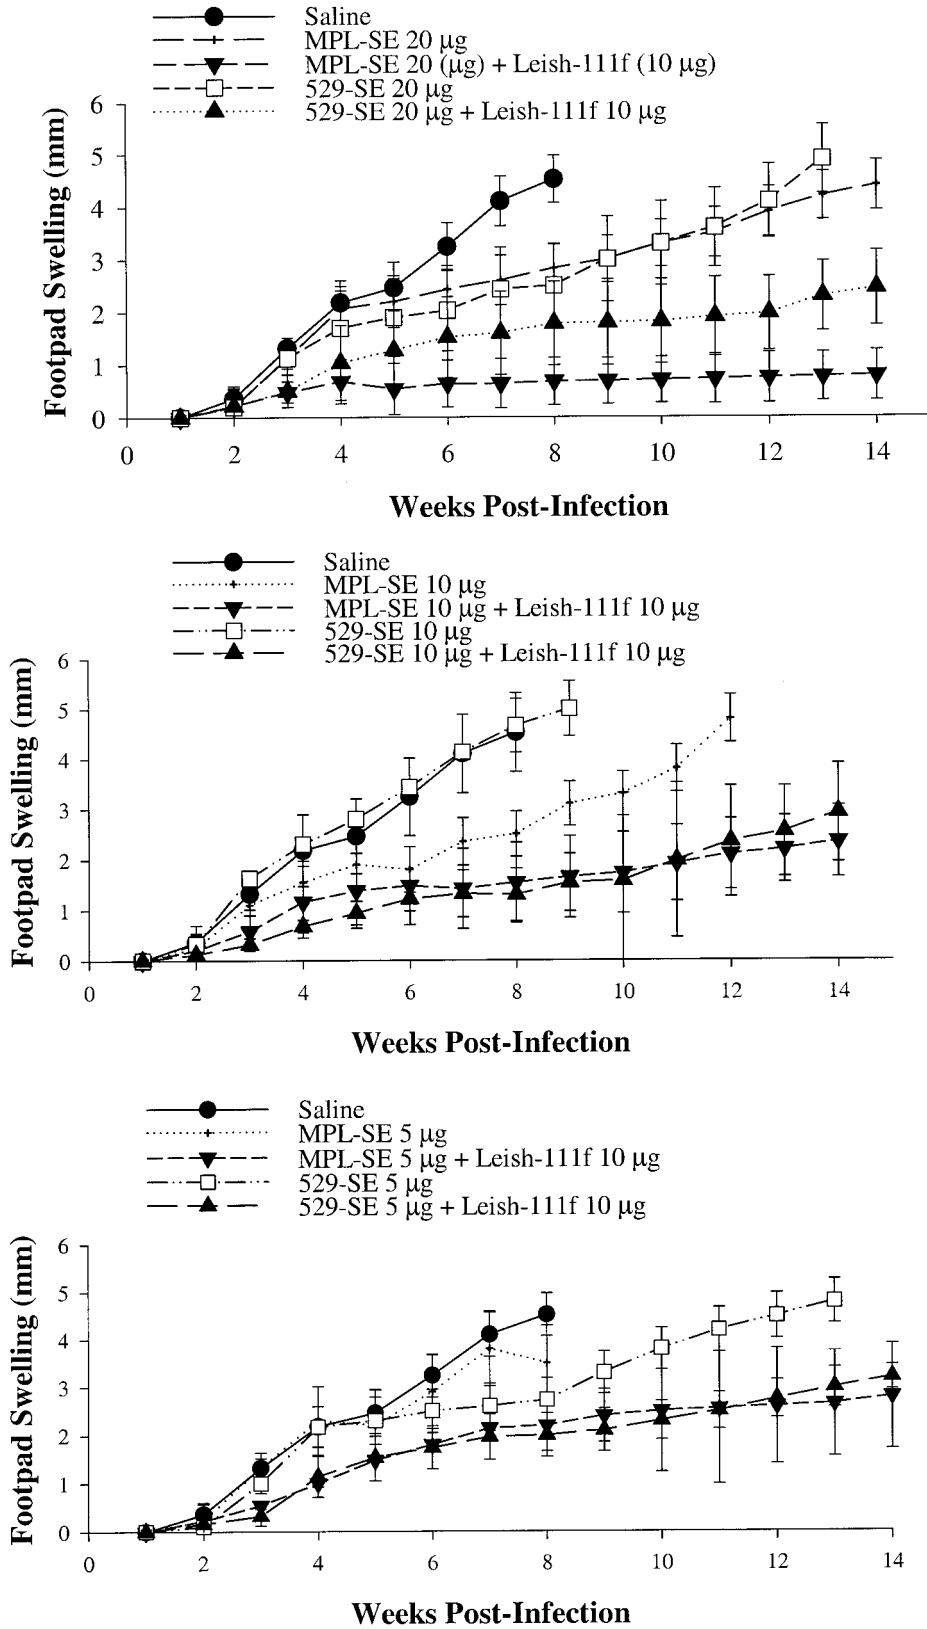 Saline
MPL-SE 20 µg
MPL-SE 20 (µg) + Leish-111f (10 µg)
529-SE 20 µg
529-SE 20 µg + Leish-111f 10 µg
6
5
4
3
2
1
0
Footpad Swelling (mm)
0 2 4 6 8 10 12 14
Weeks Post-Infection
Saline
MPL-SE 10 µg
MPL-SE 10 µg + Leish-111f 10 µg
529-SE 10 µg
529-SE 10 µg + Leish-111f 10 µg
6
5
4
3
2
1
0
Footpad Swelling (mm)
0 2 4 6 8 10 12 14
Weeks Post-Infection
Saline
MPL-SE 5 µg
MPL-SE 5 µg + Leish-111f 10 µg
529-SE 5 µg
529-SE 5 µg + Leish-111f 10 µg
6
5
4
3
2
1
0
Footpad Swelling (mm)
0 2 4 6 8 10 12 14
Weeks Post-Infection